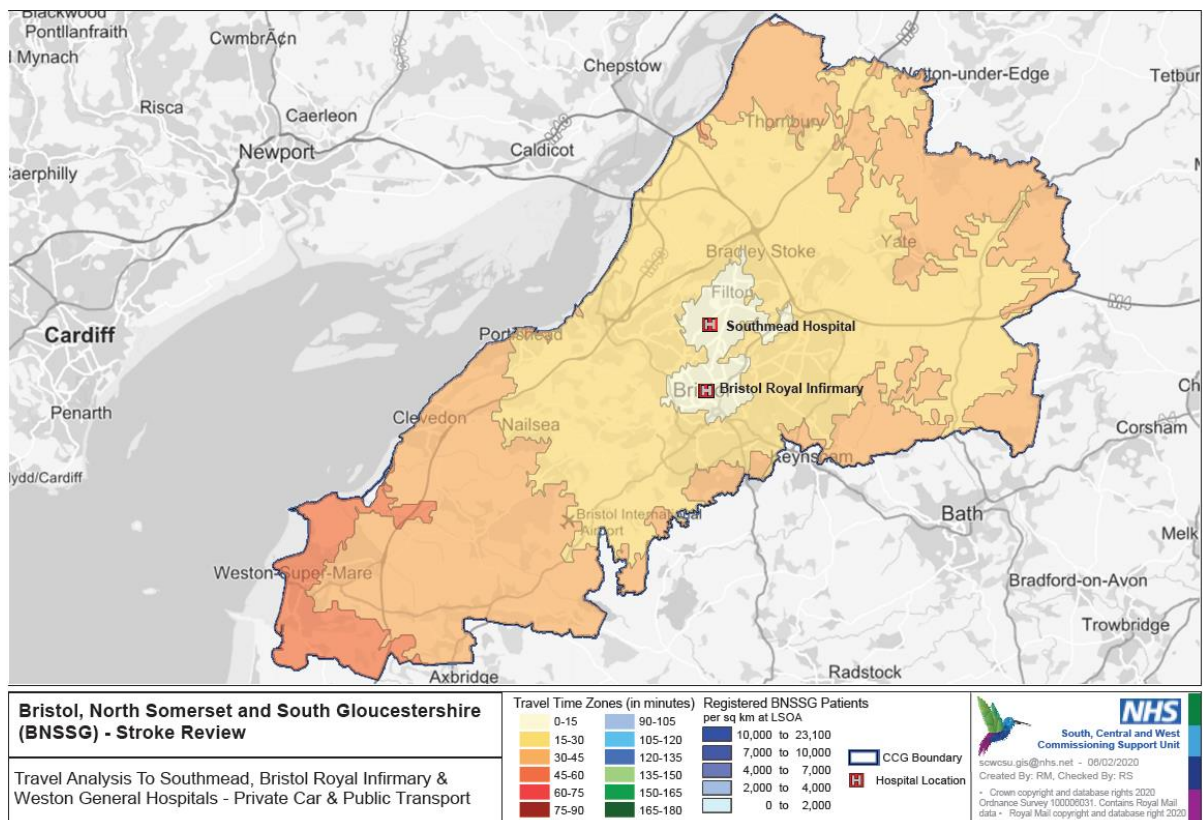 Blackwood
Pontllanfraith
Mynach
CwmbrÃ¢n
Chepstow
M5
Wotton-under-Edge
Tetbur
Risca
Caerleon
Thornbury
Newport
Caldicot
Caerphilly
Bradley Stoke
Yate
M4
Filton
Cardiff
Southmead Hospital
Portishead
Bristol
Bristol Royal Infirmary
Penarth
Clevedon
Nailsea
Corsham
Keynsham
lydd/Cardiff
Bristol International
Airport
Bath
Melk
Weston-Super-Mare
Bradford-on-Avon
Trowbridge
Axbridge
Radstock
Bristol, North Somerset and South Gloucestershire
(BNSSG) - Stroke Review
Travel Analysis To Southmead, Bristol Royal Infirmary &
Weston General Hospitals - Private Car & Public Transport
Travel Time Zones (in minutes)
0-15
15-30
30-45
45-60
60-75
75-90
90-105
105-120
120-135
135-150
150-165
165-180
Registered BNSSG Patients
per sq km at LSOA
10,000 to 23,100
7,000 to 10,000
4,000 to 7,000
2,000 to 4,000
0 to 2,000
CCG Boundary
H Hospital Location
NHS
South, Central and West
Commissioning Support Unit
scwcsu.gis@nhs.net - 06/02/2020
Created By: RM, Checked By: RS
• Crown copyright and database rights 2020
Ordnance Survey 100006031. Contains Royal Mail
data • Royal Mail copyright and database right 2020